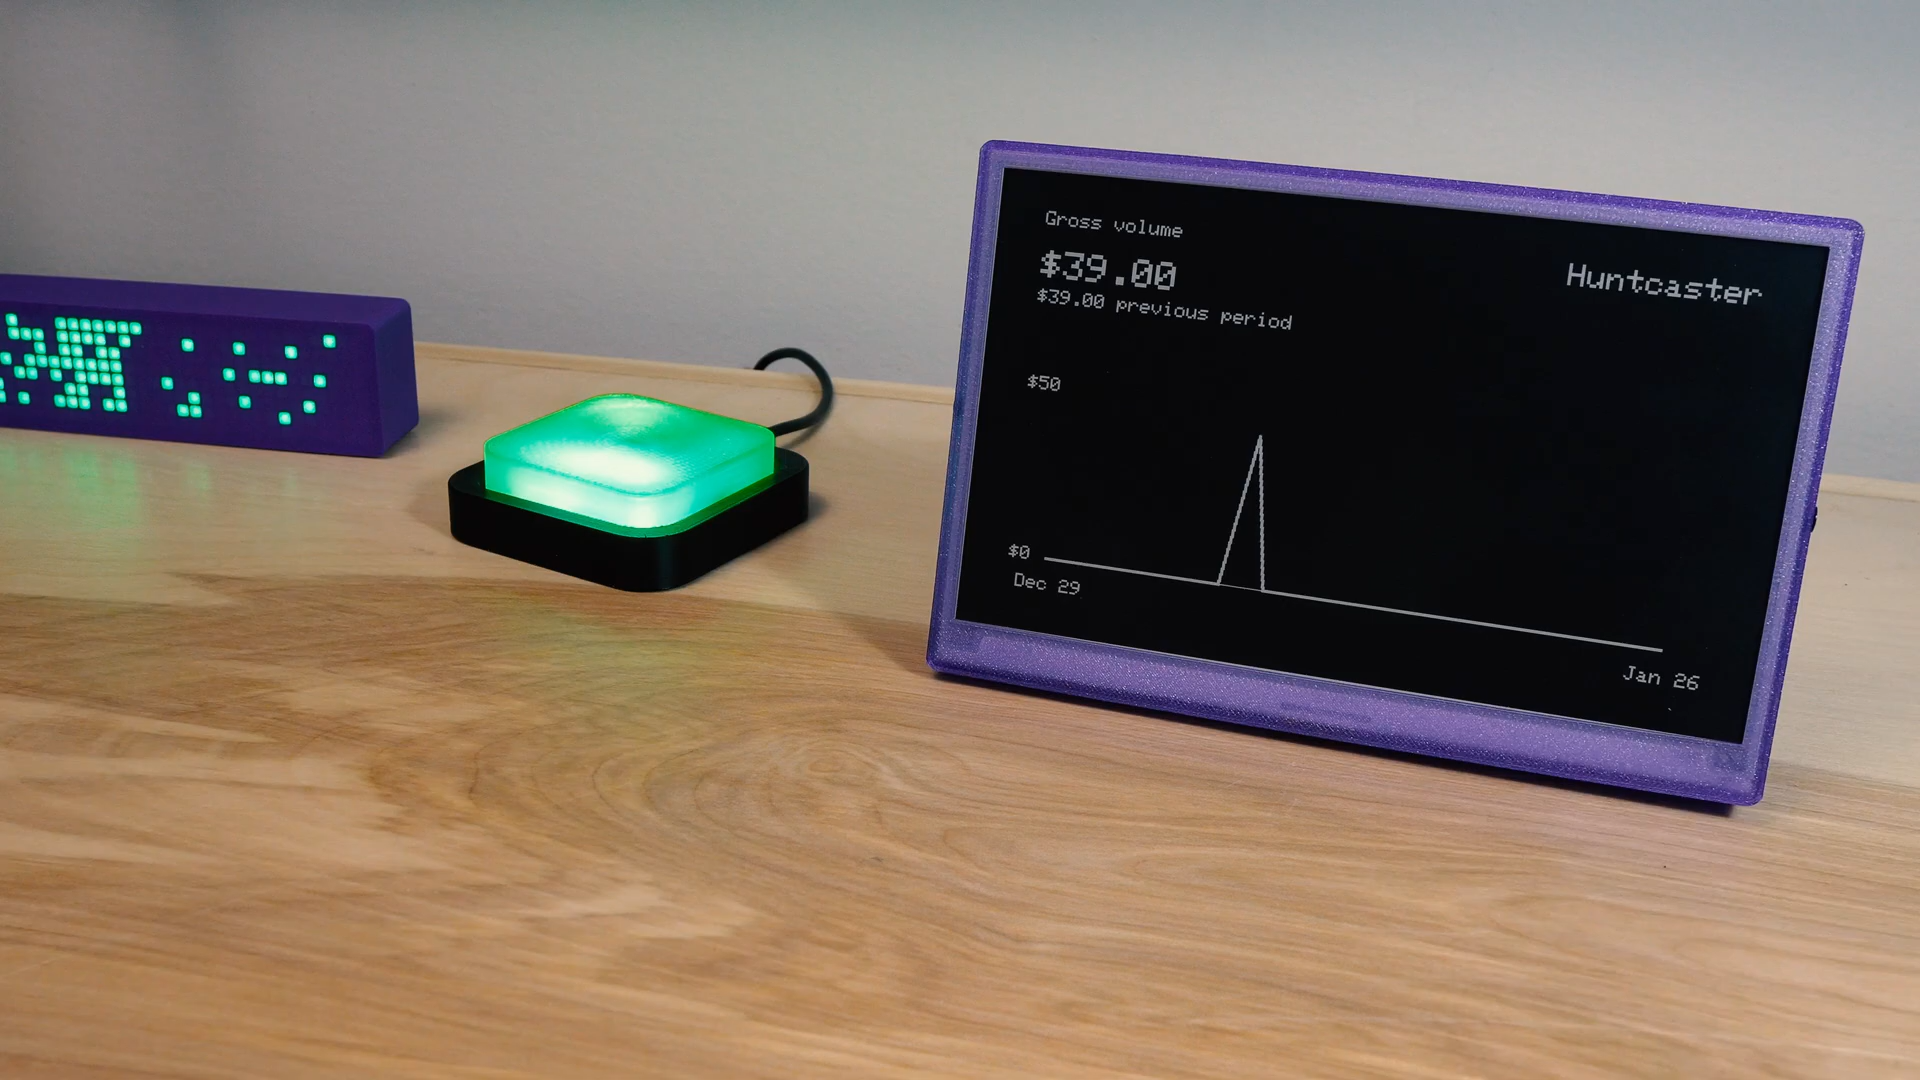 Gross volume
$39.00
$39.00 previous period
Huntcaster
$50
$0
Dec 29
Jan 26